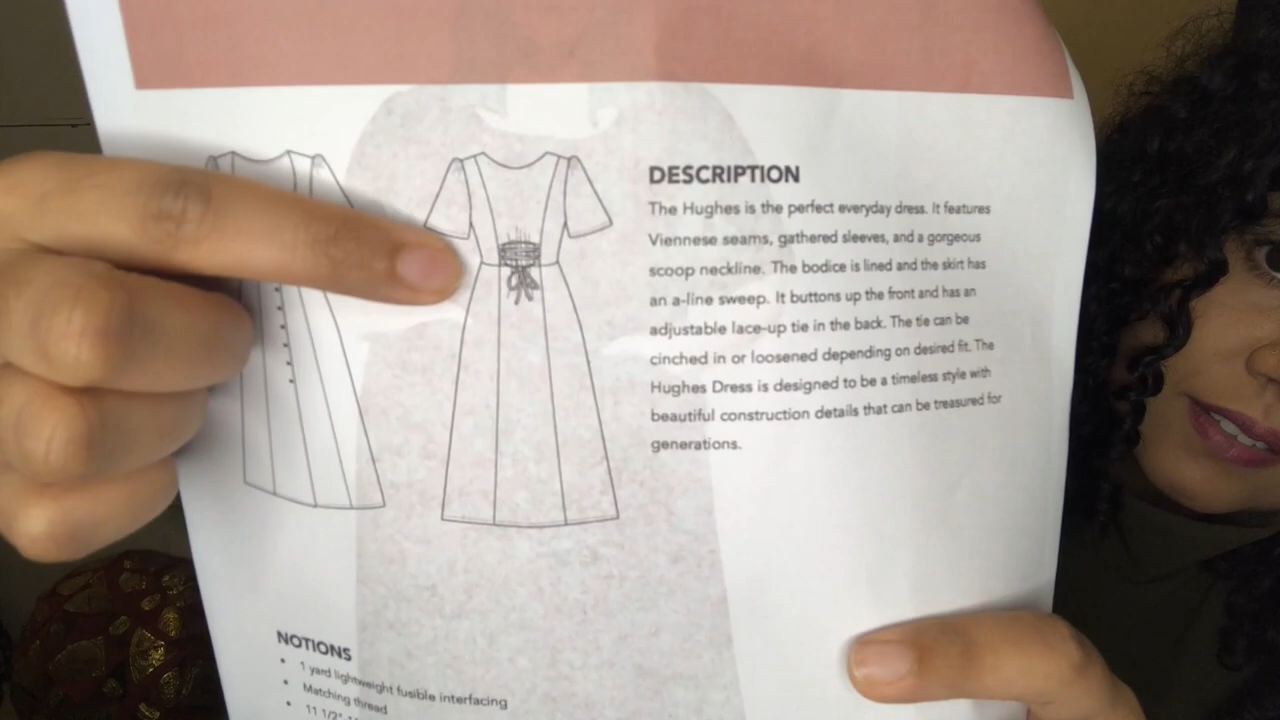 DESCRIPTION
The Hughes is the perfect everyday dress. It features
Viennese seams, gathered sleeves, and a gorgeous
scoop neckline. The bodice is lined and the skirt has
an a-line sweep. It buttons up the front and has an
adjustable lace-up tie in the back. The tie can be
cinched in or loosened depending on desired fit. The
Hughes Dress is designed to be a timeless style with
beautiful construction details that can be treasured for
generations.
NOTIONS
• 1 yard lightweight fusible interfacing
• Matching thread
• 11 1/2"